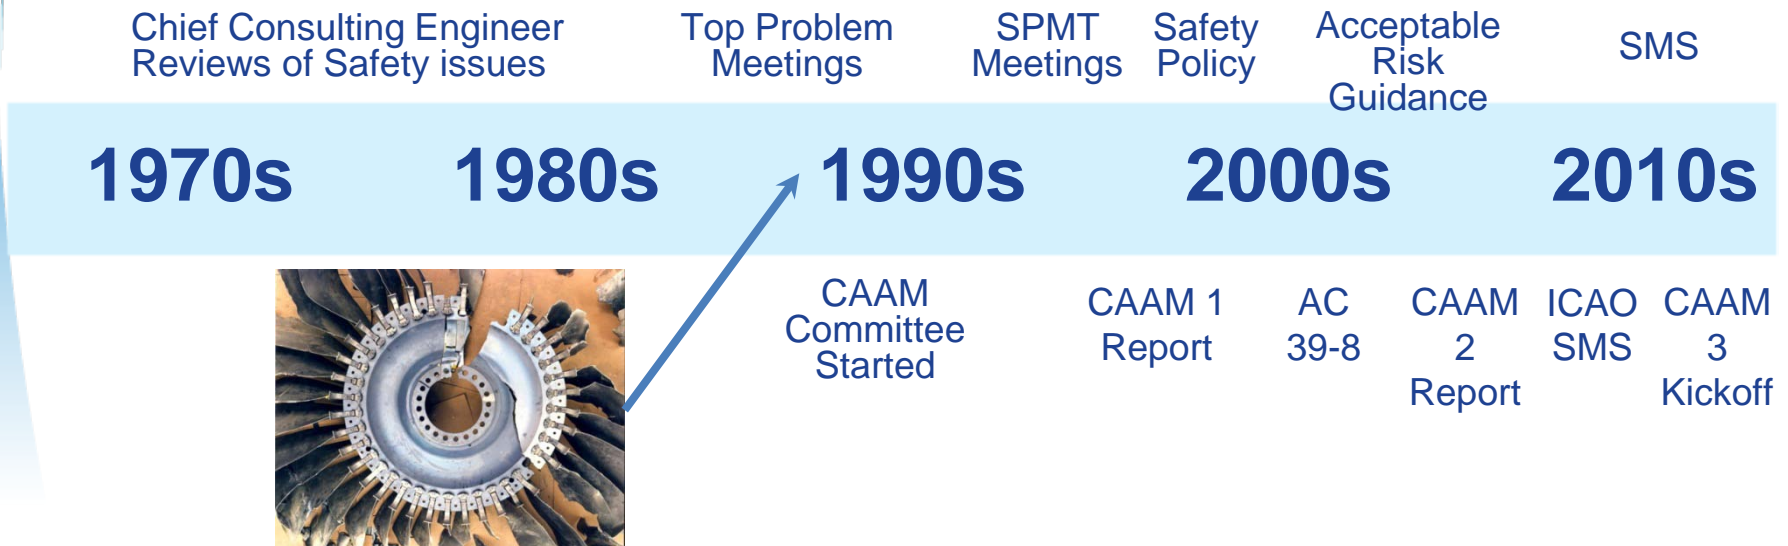 Chief Consulting Engineer
Reviews of Safety issues
Top Problem
Meetings
SPMT
Meetings
Safety
Policy
Acceptable
Risk
Guidance
SMS
1970s
1980s
1990s
2000s
2010s
CAAM
Committee
Started
CAAM 1
Report
AC
39-8
CAAM
2
Report
ICAO
SMS
CAAM
3
Kickoff